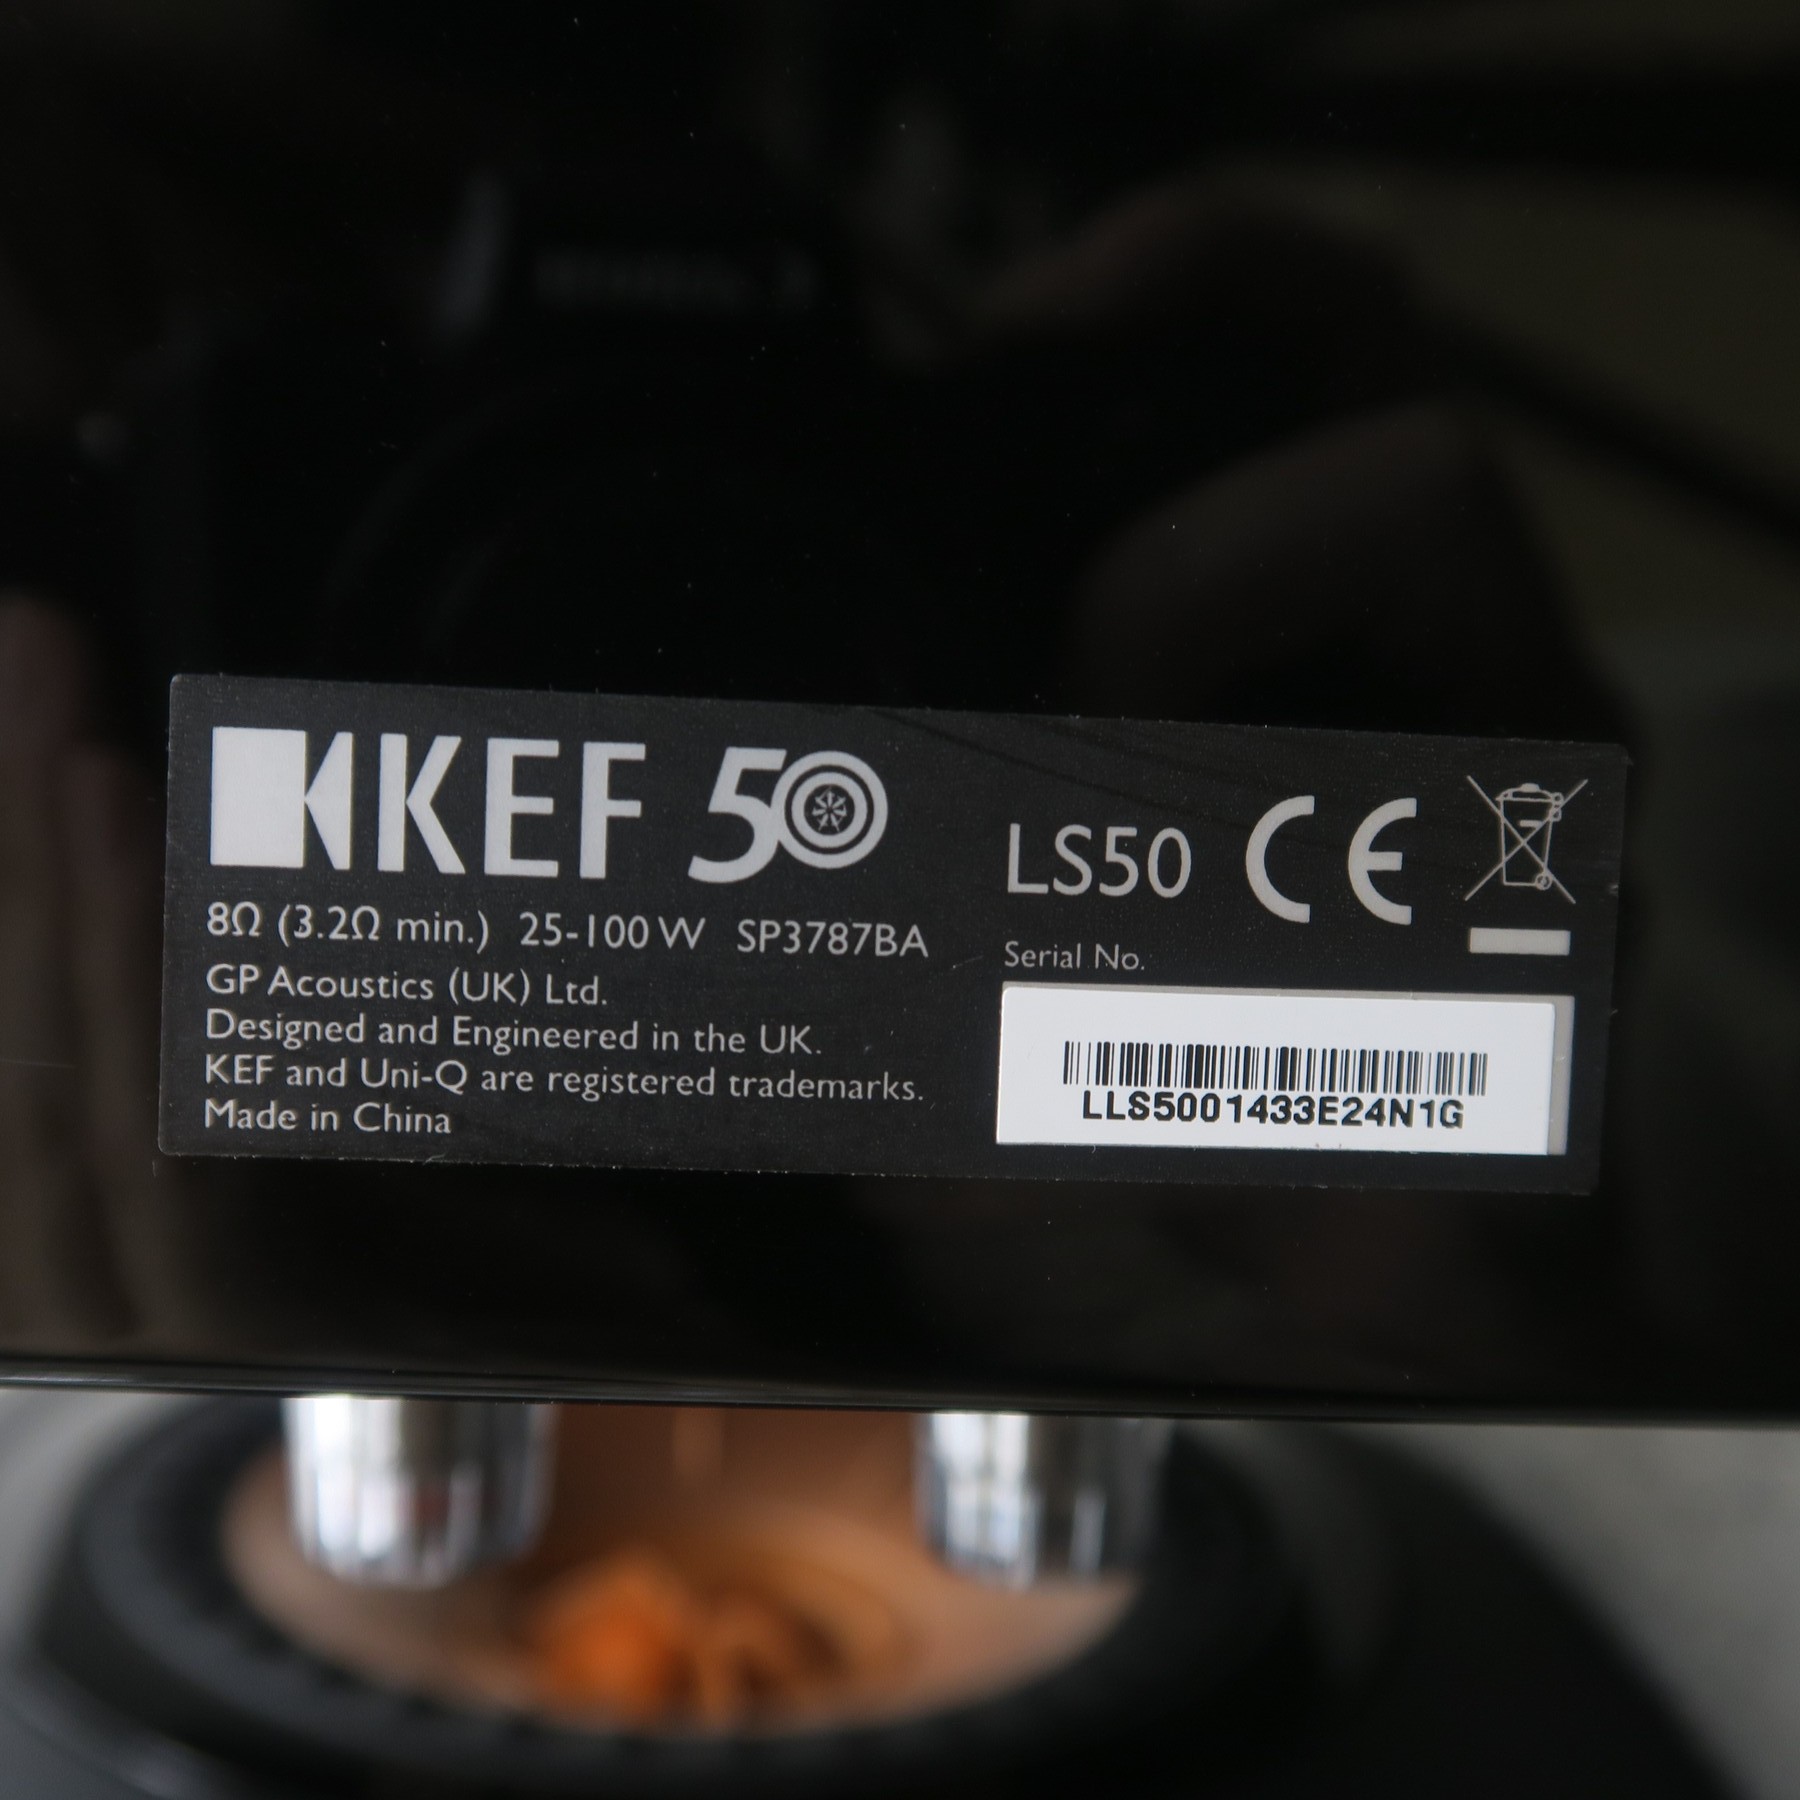 KEF 50
8Ω (3.2Ω min.) 25-100 W SP3787BA
GP Acoustics (UK) Ltd.
Designed and Engineered in the UK.
KEF and Uni-Q are registered trademarks.
Made in China
LS50 CE
Serial No.
LLS5001433E24N1G